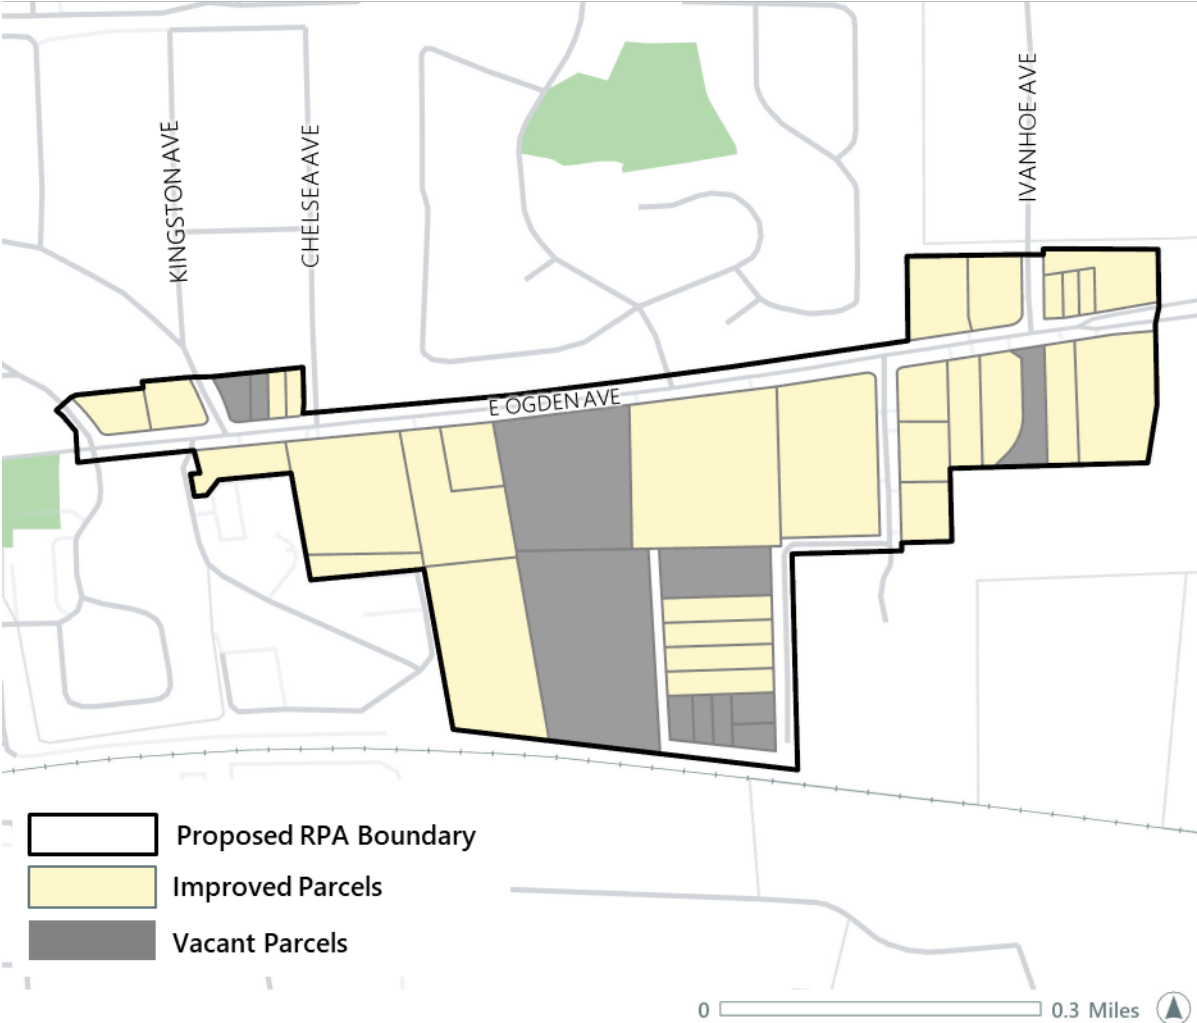 KINGSTON AVE
CHELSEA AVE
IVANHOE AVE
E OGDEN AVE
Proposed RPA Boundary
Improved Parcels
Vacant Parcels
0 0.3 Miles